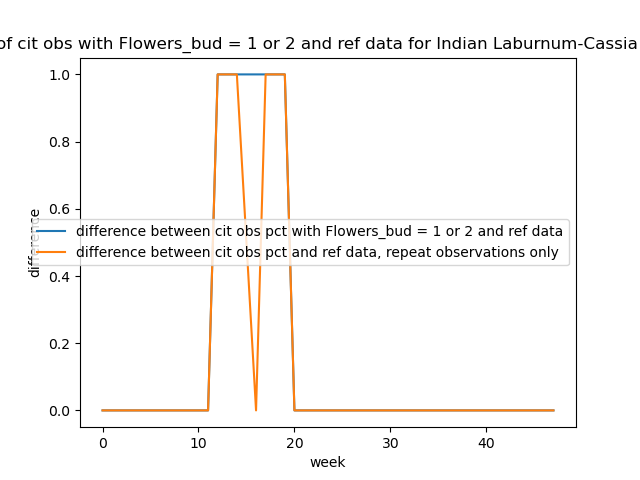 of cit obs with Flowers_bud = 1 or 2 and ref data for Indian Laburnum-Cassia
1.0
0.8
0.6
0.4
0.2
0.0
difference
difference between cit obs pct with Flowers_bud = 1 or 2 and ref data
difference between cit obs pct and ref data, repeat observations only
0 10 20 30 40
week